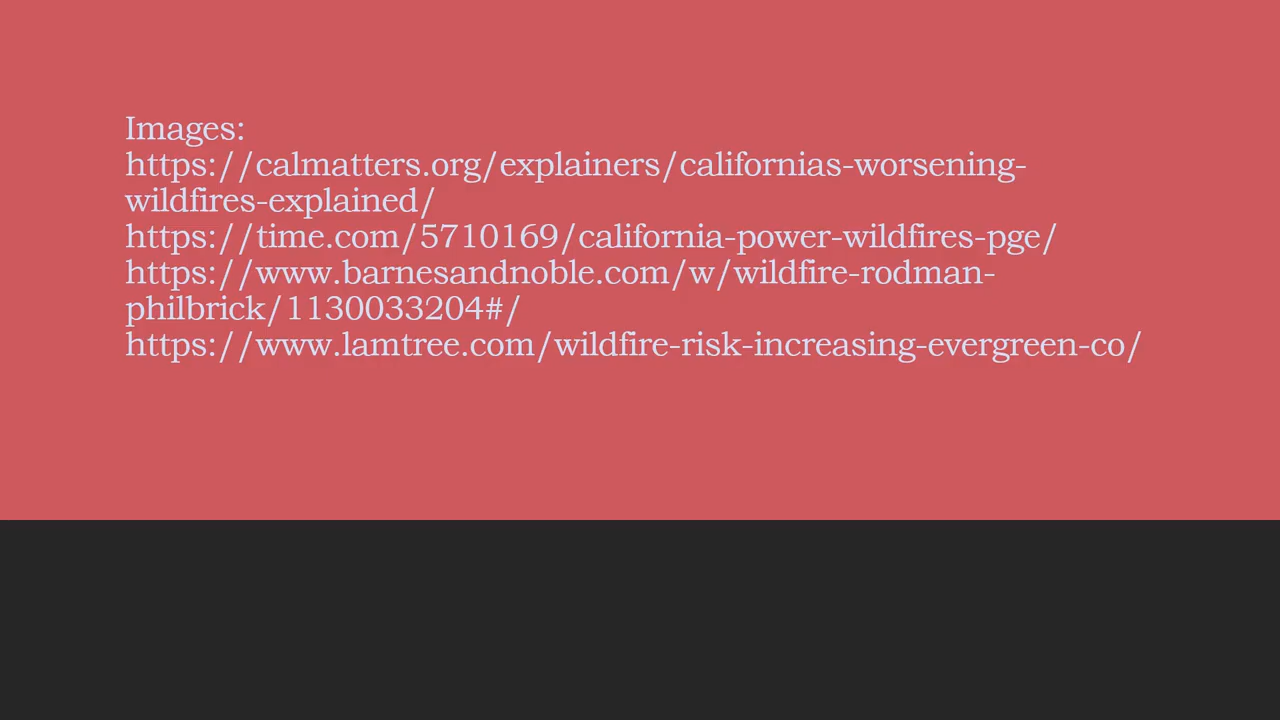 Images:
https://calmatters.org/explainers/californias-worsening-
wildfires-explained/
https://time.com/5710169/california-power-wildfires-pge/
https://www.barnesandnoble.com/w/wildfire-rodman-
philbrick/1130033204#/
https://www.lamtree.com/wildfire-risk-increasing-evergreen-co/